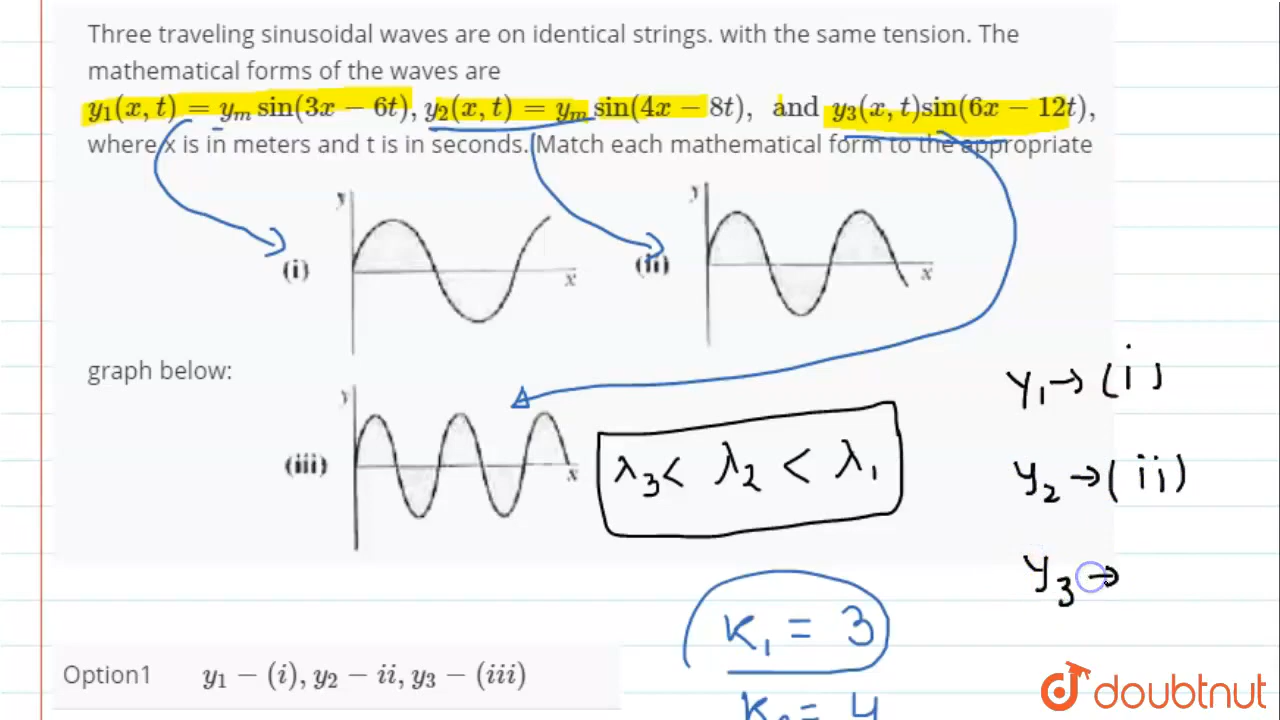 Three traveling sinusoidal waves are on identical strings. with the same tension. The
mathematical forms of the waves are
y₁(x, t) = yₘ sin(3x − 6t), y₂(x, t) = yₘ sin(4x − 8t), and y₃(x, t)sin(6x − 12t),
where x is in meters and t is in seconds. Match each mathematical form to the appropriate
y
(i)
x
y
(ii)
x
graph below:
y
(iii)
x
λ₃ < λ₂ < λ₁
y₁ → (i)
y₂ → (ii)
y₃ →
K₁ = 3
K₂ = 4
Option1 y₁ − (i), y₂ − ii, y₃ − (iii)
doubtnut